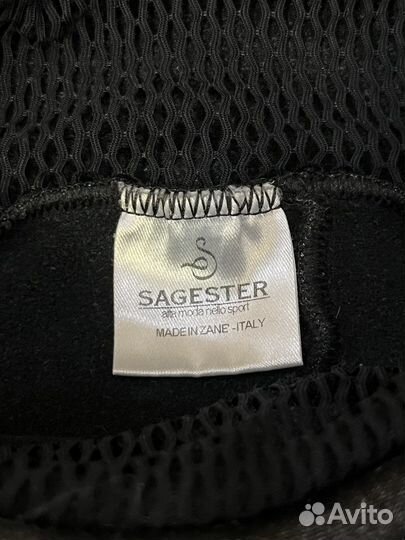 SAGESTER
alta moda nello sport
MADE IN ZANE' - ITALY
Avito